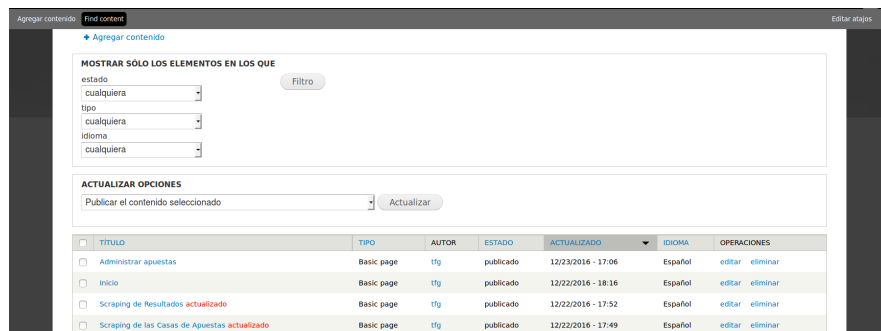 Agregar contenido Find content Editar atajos
+ Agregar contenido
MOSTRAR SÓLO LOS ELEMENTOS EN LOS QUE
estado
cualquiera Filtro
tipo
cualquiera
idioma
cualquiera
ACTUALIZAR OPCIONES
Publicar el contenido seleccionado Actualizar
TÍTULO TIPO AUTOR ESTADO ACTUALIZADO IDIOMA OPERACIONES
Administrar apuestas Basic page tfg publicado 12/23/2016 - 17:06 Español editar eliminar
Inicio Basic page tfg publicado 12/22/2016 - 18:16 Español editar eliminar
Scraping de Resultados actualizado Basic page tfg publicado 12/22/2016 - 17:52 Español editar eliminar
Scraping de las Casas de Apuestas actualizado Basic page tfg publicado 12/22/2016 - 17:49 Español editar eliminar